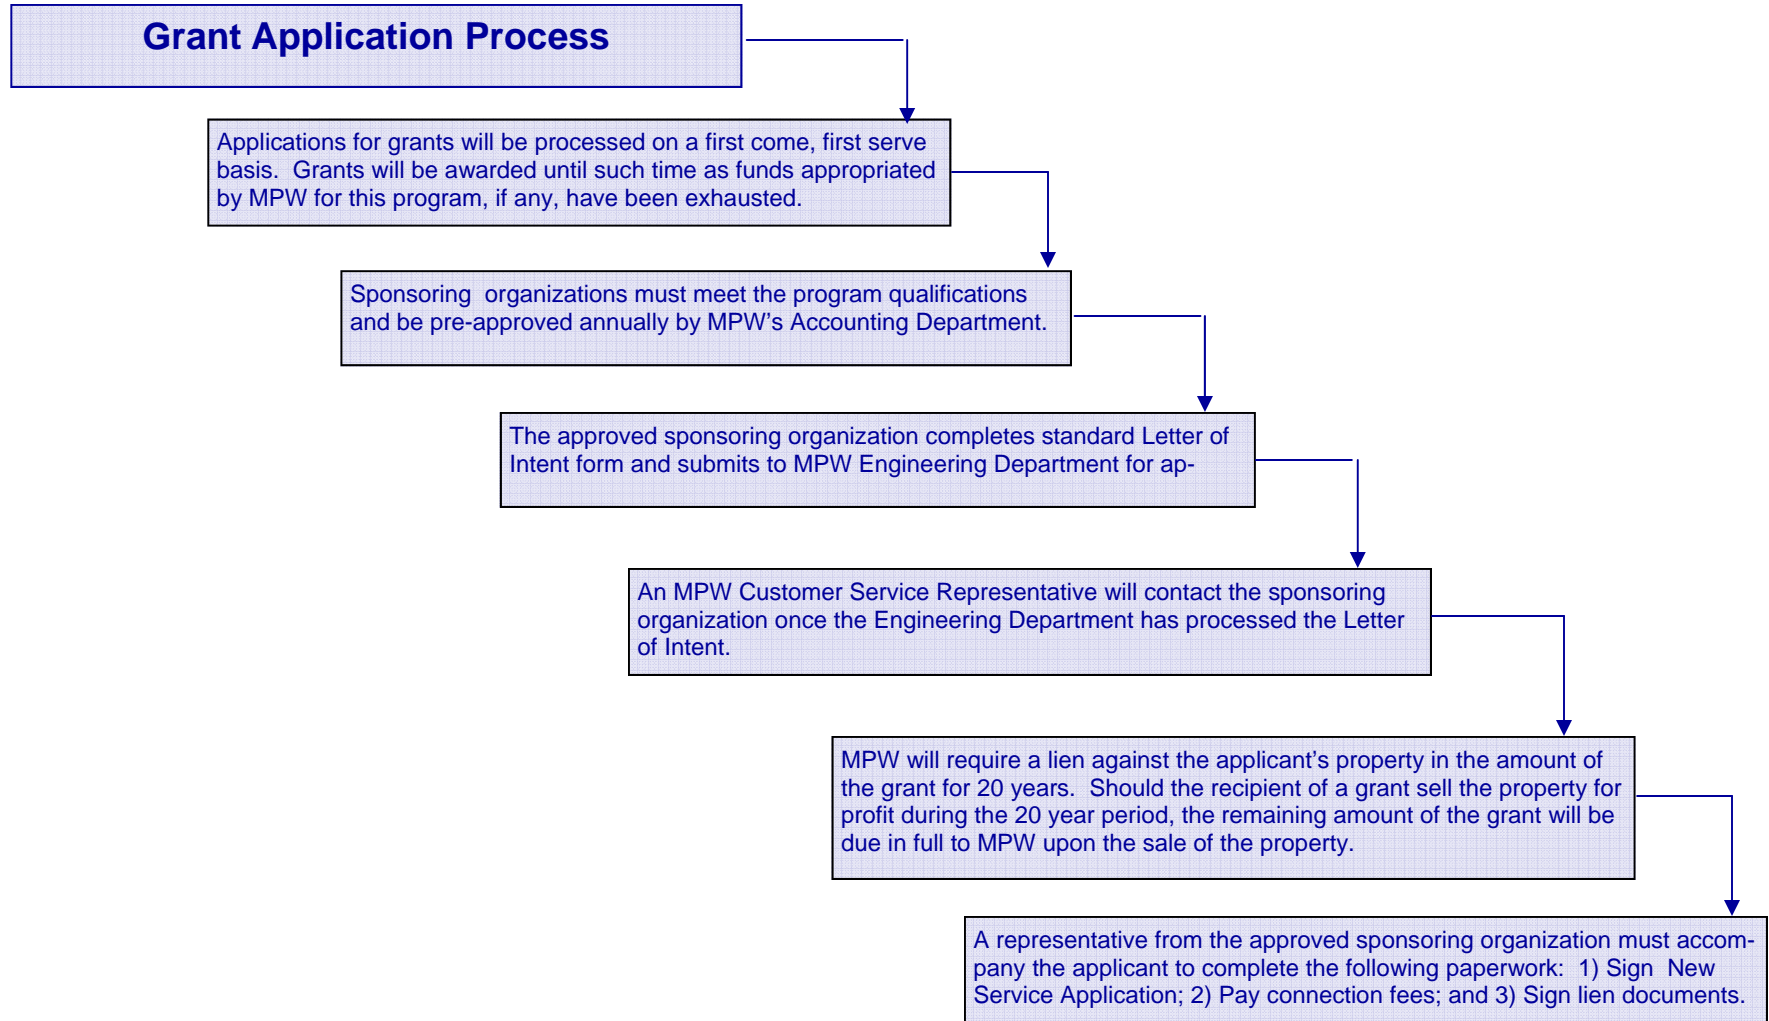 Grant Application Process
Applications for grants will be processed on a first come, first serve
basis.  Grants will be awarded until such time as funds appropriated
by MPW for this program, if any, have been exhausted.
Sponsoring  organizations must meet the program qualifications
and be pre-approved annually by MPW’s Accounting Department.
The approved sponsoring organization completes standard Letter of
Intent form and submits to MPW Engineering Department for ap-
An MPW Customer Service Representative will contact the sponsoring
organization once the Engineering Department has processed the Letter
of Intent.
MPW will require a lien against the applicant’s property in the amount of
the grant for 20 years.  Should the recipient of a grant sell the property for
profit during the 20 year period, the remaining amount of the grant will be
due in full to MPW upon the sale of the property.
A representative from the approved sponsoring organization must accom-
pany the applicant to complete the following paperwork:  1) Sign  New
Service Application; 2) Pay connection fees; and 3) Sign lien documents.